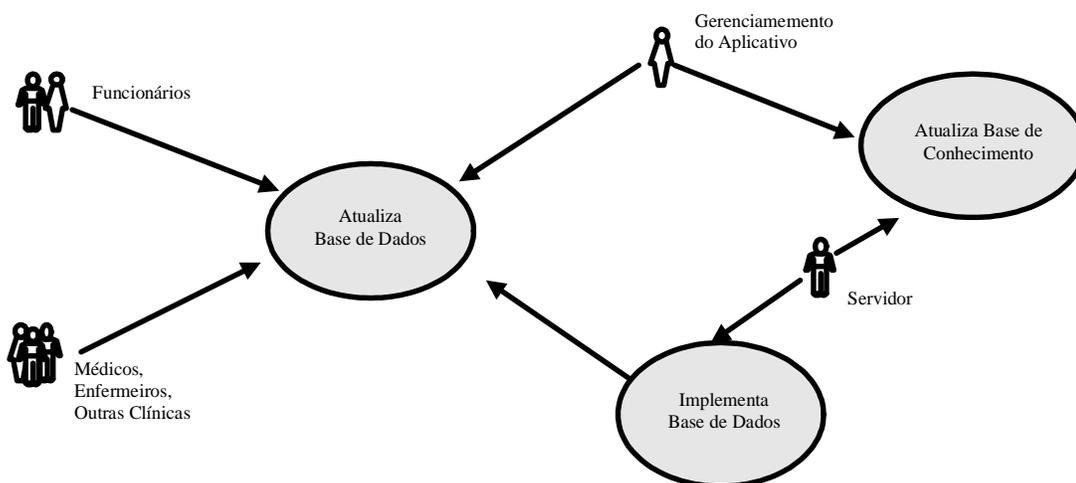 Gerenciamemento
do Aplicativo
Funcionários
Atualiza Base de
Conhecimento
Atualiza
Base de Dados
Servidor
Médicos,
Enfermeiros,
Outras Clínicas
Implementa
Base de Dados